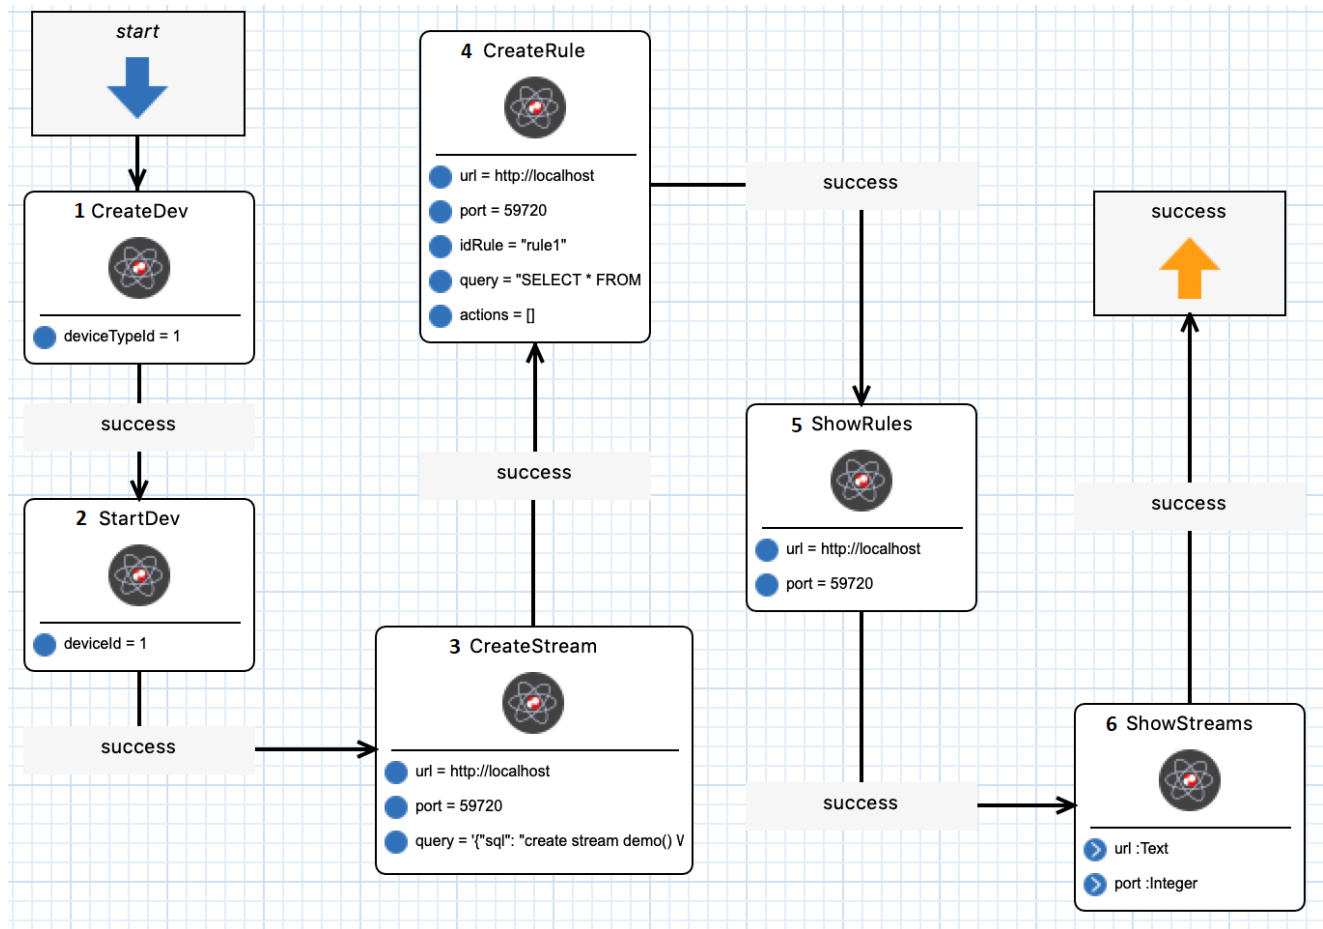 start
1 CreateDev
deviceTypeId = 1
success
2 StartDev
deviceId = 1
success
3 CreateStream
url = http://localhost
port = 59720
query = '{"sql": "create stream demo() V
success
4 CreateRule
url = http://localhost
port = 59720
idRule = "rule1"
query = "SELECT * FROM
actions = []
success
5 ShowRules
url = http://localhost
port = 59720
success
6 ShowStreams
url :Text
port :Integer
success
success